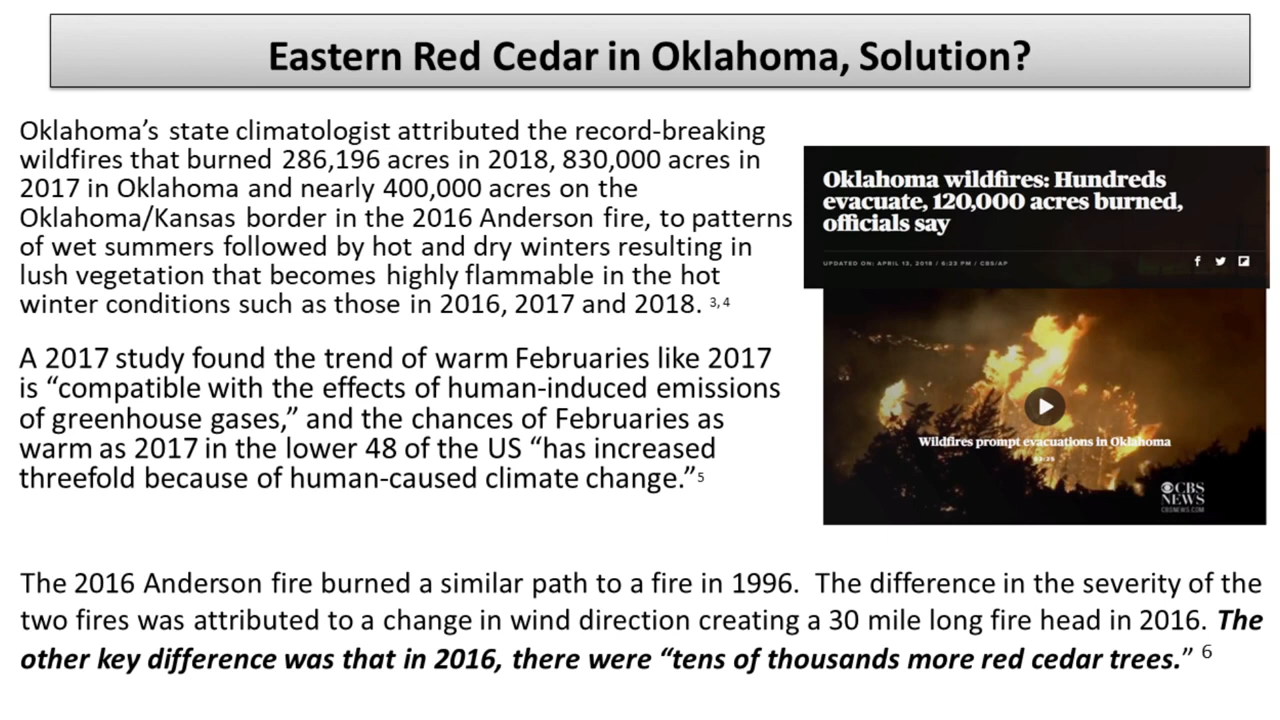 Eastern Red Cedar in Oklahoma, Solution?
Oklahoma’s state climatologist attributed the record-breaking
wildfires that burned 286,196 acres in 2018, 830,000 acres in
2017 in Oklahoma and nearly 400,000 acres on the
Oklahoma/Kansas border in the 2016 Anderson fire, to patterns
of wet summers followed by hot and dry winters resulting in
lush vegetation that becomes highly flammable in the hot
winter conditions such as those in 2016, 2017 and 2018. 3,4
A 2017 study found the trend of warm Februaries like 2017
is “compatible with the effects of human-induced emissions
of greenhouse gases,” and the chances of Februaries as
warm as 2017 in the lower 48 of the US “has increased
threefold because of human-caused climate change.”5
Oklahoma wildfires: Hundreds
evacuate, 120,000 acres burned,
officials say
UPDATED ON: APRIL 13, 2018 / 6:23 PM / CBS/AP
Wildfires prompt evacuations in Oklahoma
CBS
NEWS
CBSNEWS.COM
The 2016 Anderson fire burned a similar path to a fire in 1996. The difference in the severity of the
two fires was attributed to a change in wind direction creating a 30 mile long fire head in 2016. The
other key difference was that in 2016, there were “tens of thousands more red cedar trees.” 6